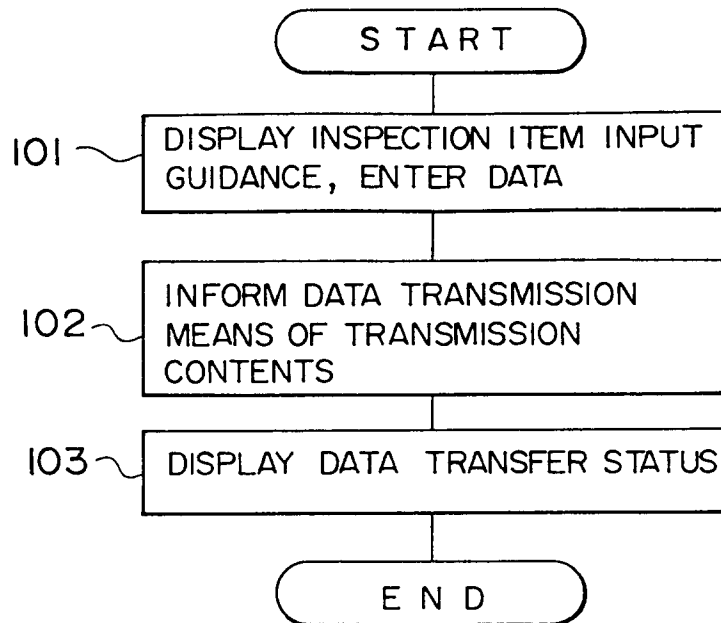 START
101
DISPLAY INSPECTION ITEM INPUT
GUIDANCE, ENTER DATA
102
INFORM DATA TRANSMISSION
MEANS OF TRANSMISSION
CONTENTS
103
DISPLAY DATA TRANSFER STATUS
END